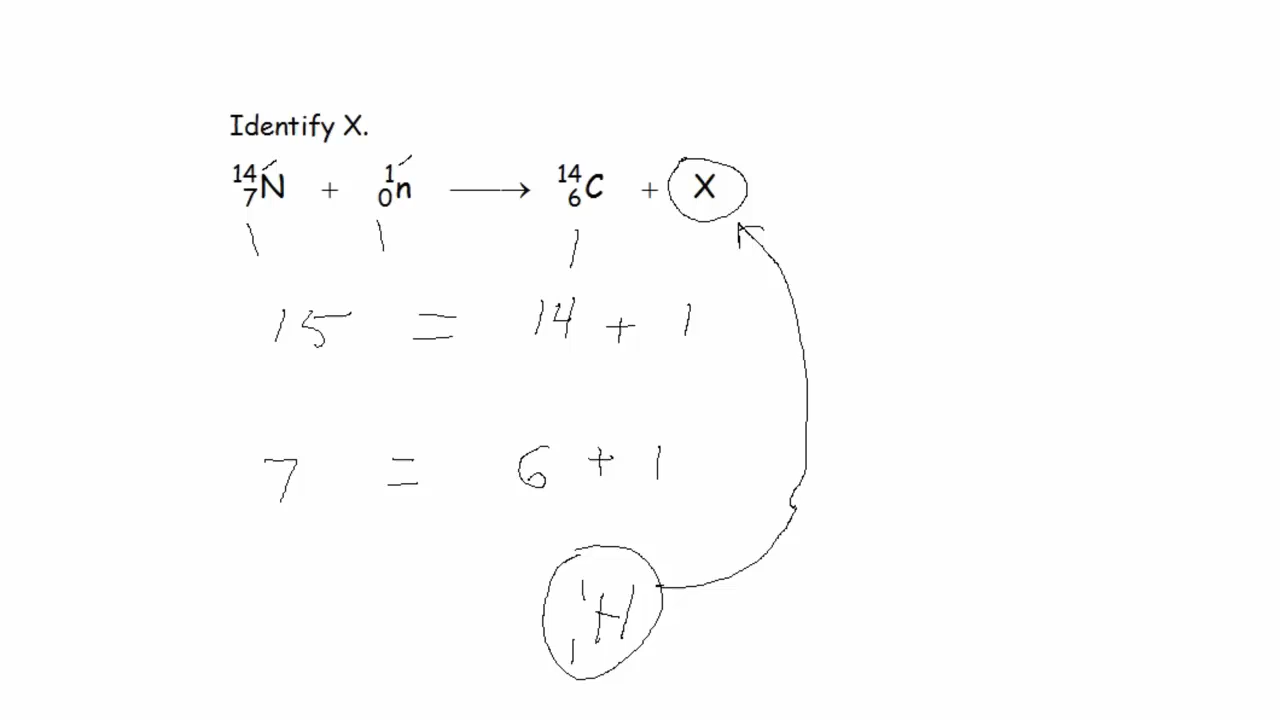 Identify X.
¹⁴₇N + ¹₀n ⟶ ¹⁴₆C + X
15 = 14 + 1
7 = 6 + 1
¹₁H